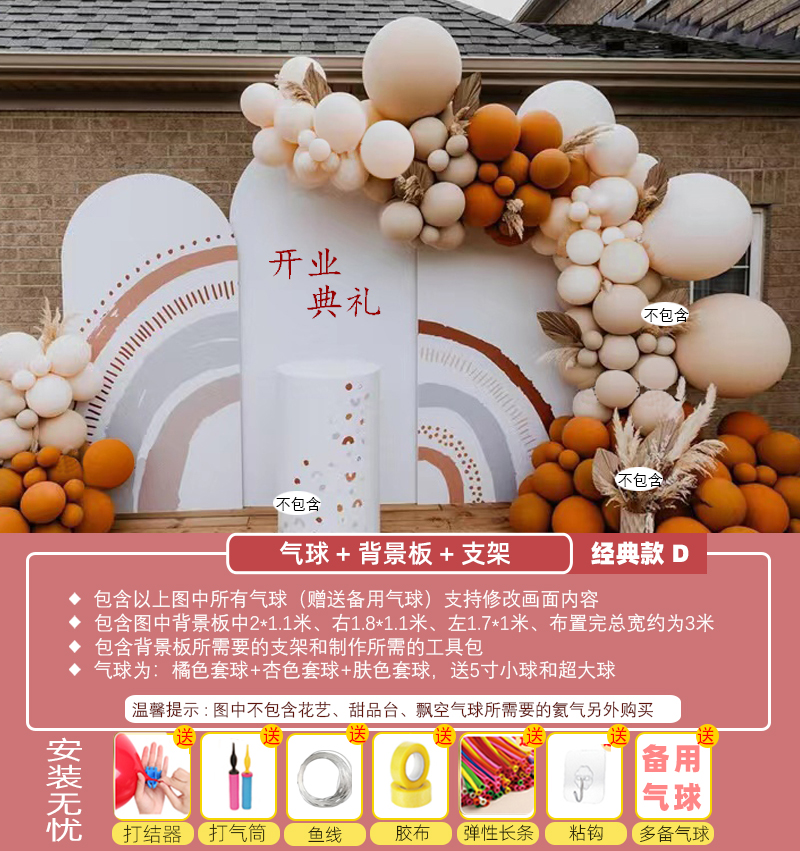 开业
典礼
不包含
不包含
不包含
气球 + 背景板 + 支架
经典款 D
◆ 包含以上图中所有气球（赠送备用气球）支持修改画面内容
◆ 包含图中背景板中2*1.1米、右1.8*1.1米、左1.7*1米、布置完总宽约为3米
◆ 包含背景板所需要的支架和制作所需的工具包
◆ 气球为：橘色套球+杏色套球+肤色套球，送5寸小球和超大球
温馨提示 : 图中不包含花艺、甜品台、飘空气球所需要的氦气另外购买
安装无忧
送
打结器
送
打气筒
送
鱼线
送
胶布
送
弹性长条
送
粘钩
送
备用
气球
多备气球